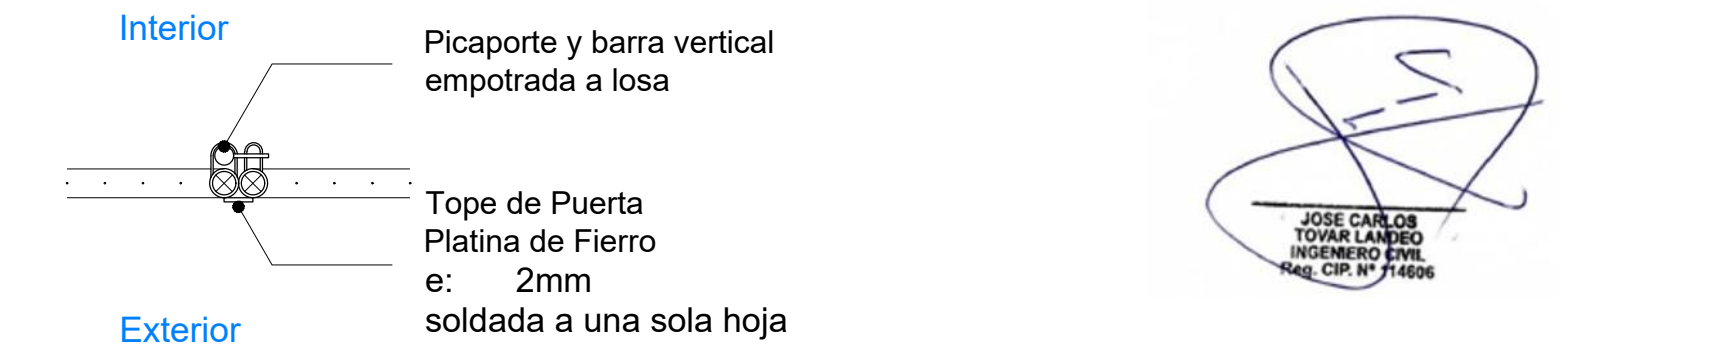 Interior
Picaporte y barra vertical
empotrada a losa
Tope de Puerta
Platina de Fierro
e: 2mm
soldada a una sola hoja
Exterior
JOSE CARLOS
TOVAR LANDEO
INGENIERO CIVIL
Reg. CIP. N° 114606